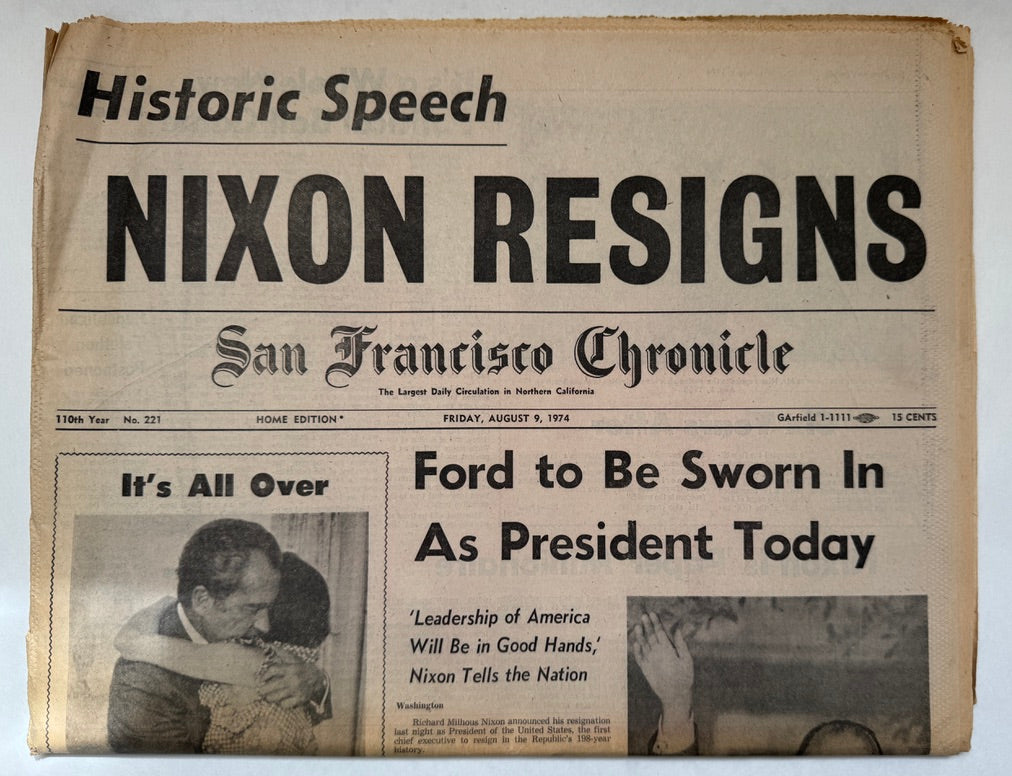 Historic Speech
NIXON RESIGNS
San Francisco Chronicle
The Largest Daily Circulation in Northern California
110th Year No. 221 HOME EDITION* FRIDAY, AUGUST 9, 1974 GArfield 1-1111 15 CENTS
It's All Over
Ford to Be Sworn In
As President Today
'Leadership of America
Will Be in Good Hands,'
Nixon Tells the Nation
Washington
Richard Milhous Nixon announced his resignation
last night as President of the United States, the first
chief executive to resign in the Republic's 198-year
history.